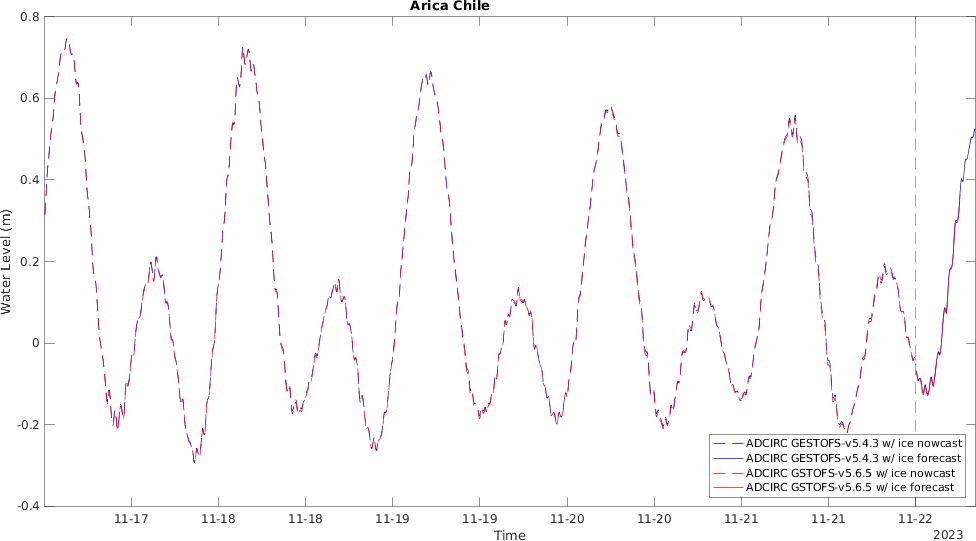 Arica Chile
Water Level (m)
0.8
0.6
0.4
0.2
0
-0.2
-0.4
ADCIRC GESTOFS-v5.4.3 w/ ice nowcast
ADCIRC GESTOFS-v5.4.3 w/ ice forecast
ADCIRC GSTOFS-v5.6.5 w/ ice nowcast
ADCIRC GSTOFS-v5.6.5 w/ ice forecast
11-17 11-18 11-18 11-19 11-19 11-20 11-20 11-21 11-21 11-22
Time
2023